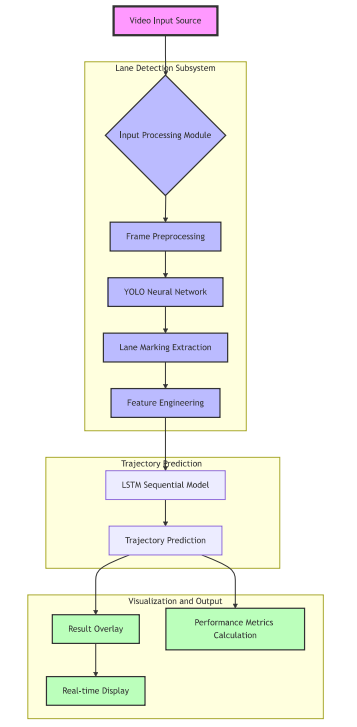 Video Input Source
Lane Detection Subsystem
Input Processing Module
Frame Preprocessing
YOLO Neural Network
Lane Marking Extraction
Feature Engineering
Trajectory Prediction
LSTM Sequential Model
Trajectory Prediction
Visualization and Output
Result Overlay
Performance Metrics
Calculation
Real-time Display